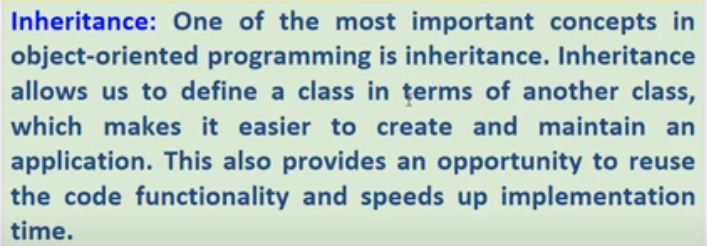 Inheritance: One of the most important concepts in
object-oriented programming is inheritance. Inheritance
allows us to define a class in terms of another class,
which makes it easier to create and maintain an
application. This also provides an opportunity to reuse
the code functionality and speeds up implementation
time.